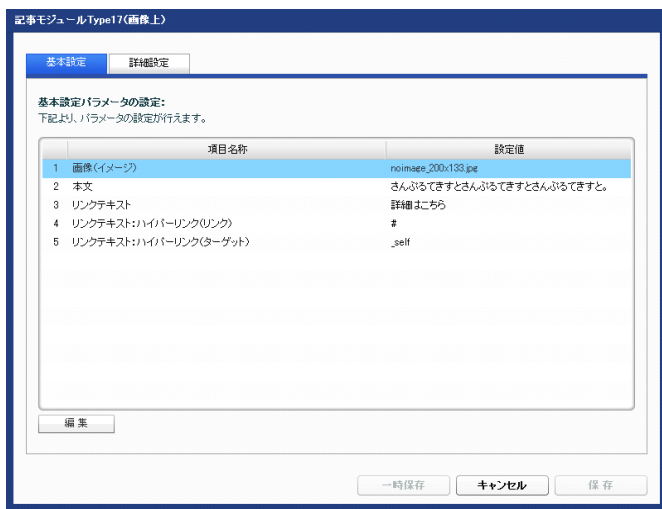 記事モジュールType17(画像上)
基本設定 詳細設定
基本設定パラメータの設定:
下記より、パラメータの設定が行えます。
項目名称 設定値
1 画像(イメージ) noimage_200x133.jpg
2 本文 さんぷるてきすとさんぷるてきすとさんぷるてきすと。
3 リンクテキスト 詳細はこちら
4 リンクテキスト:ハイパーリンク(リンク) #
5 リンクテキスト:ハイパーリンク(ターゲット) _self
編集
一時保存 キャンセル 保存